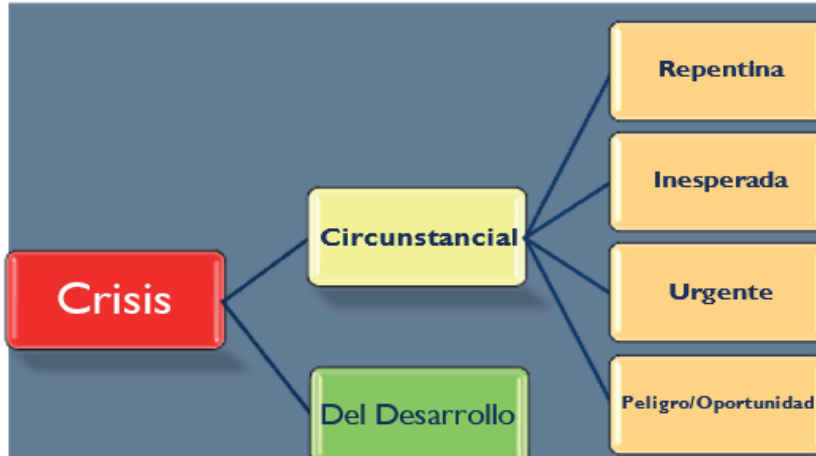 Repentina
Inesperada
Circunstancial
Urgente
Crisis
Peligro/Oportunidad
Del Desarrollo